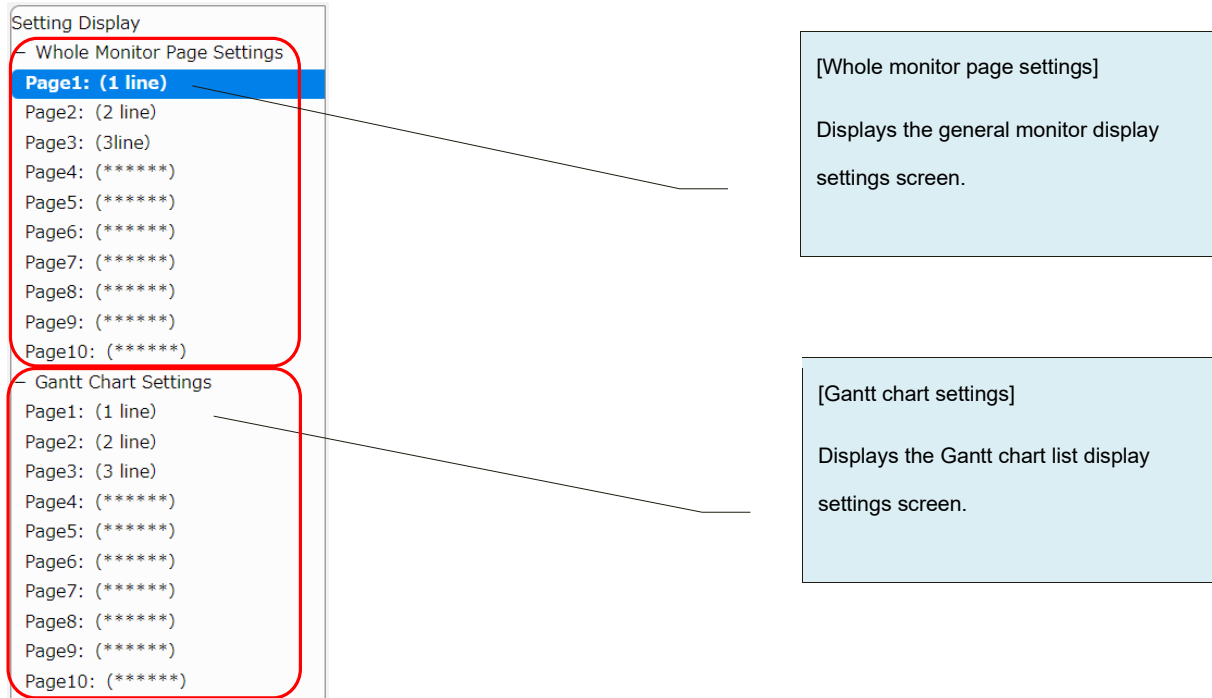 Setting Display
− Whole Monitor Page Settings
Page1: (1 line)
Page2: (2 line)
Page3: (3line)
Page4: (******)
Page5: (******)
Page6: (******)
Page7: (******)
Page8: (******)
Page9: (******)
Page10: (******)
− Gantt Chart Settings
Page1: (1 line)
Page2: (2 line)
Page3: (3 line)
Page4: (******)
Page5: (******)
Page6: (******)
Page7: (******)
Page8: (******)
Page9: (******)
Page10: (******)
[Whole monitor page settings]
Displays the general monitor display
settings screen.
[Gantt chart settings]
Displays the Gantt chart list display
settings screen.